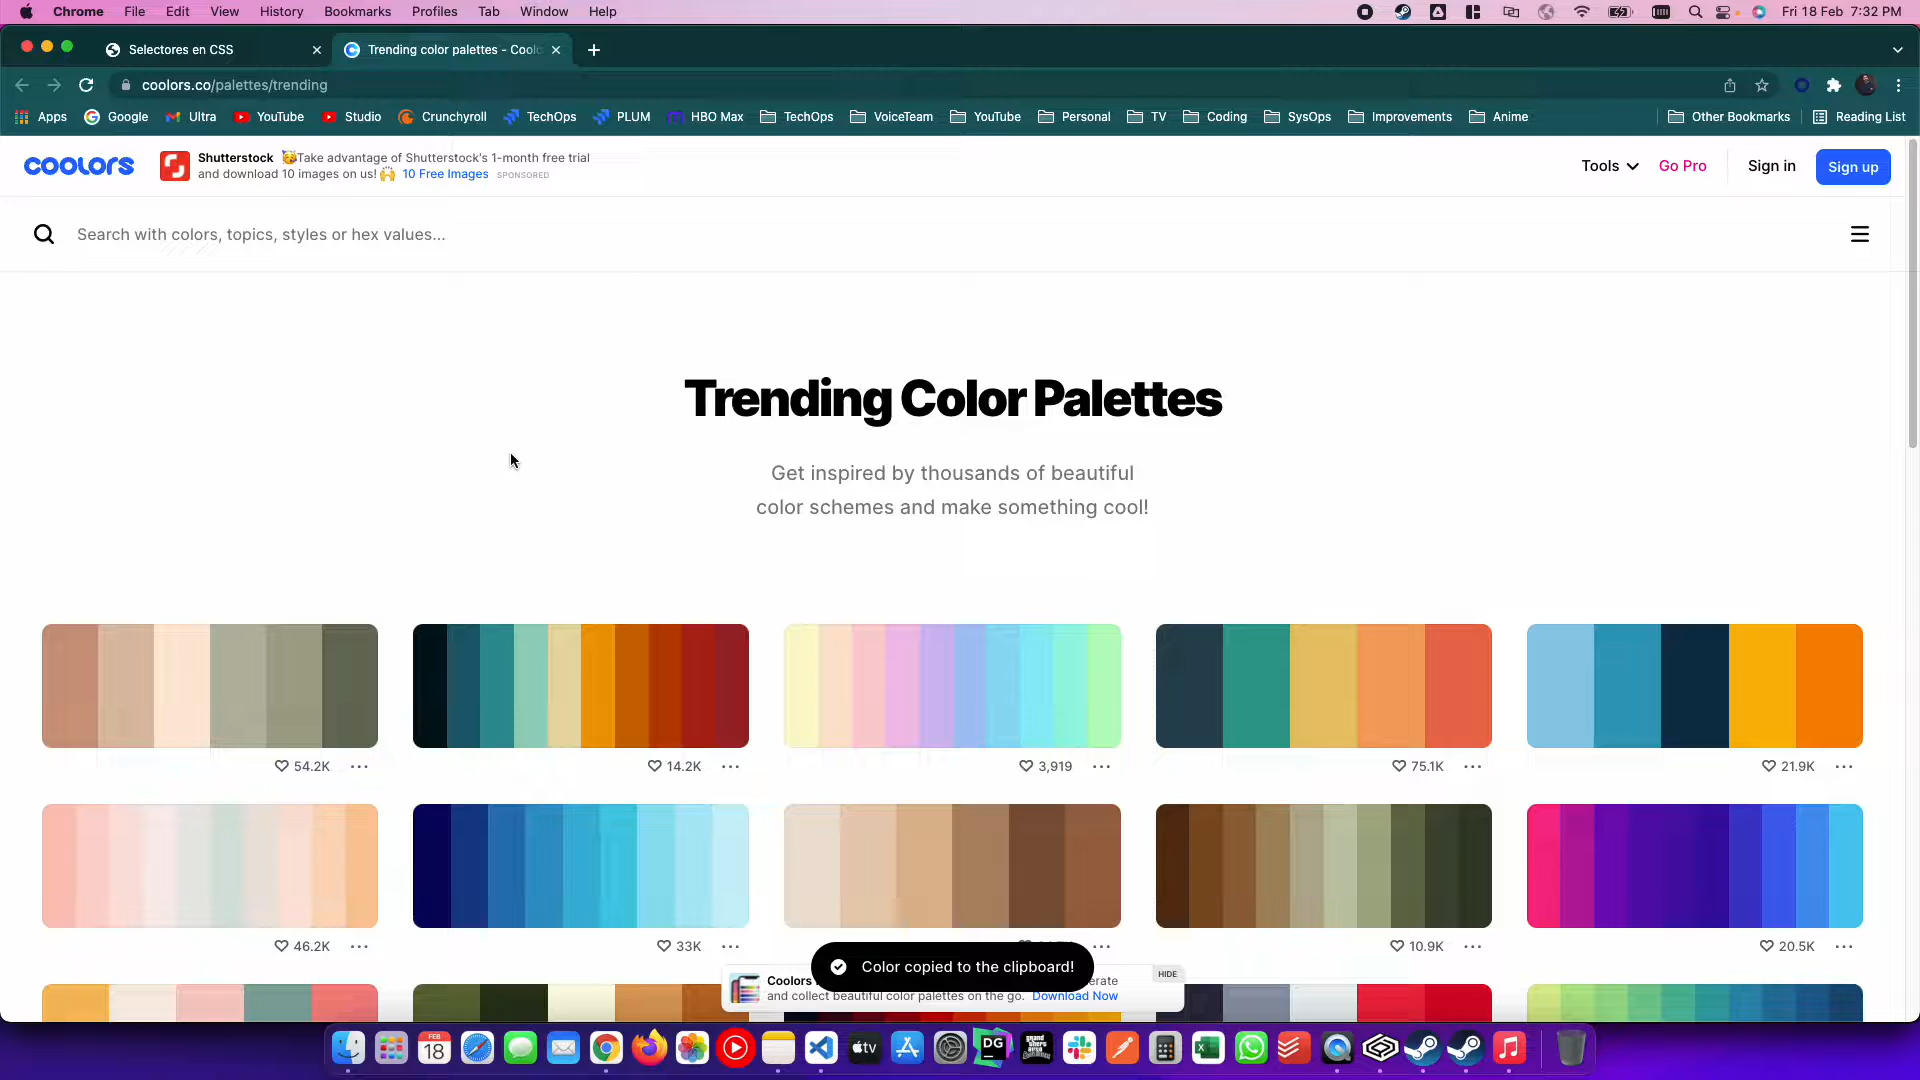 Chrome File Edit View History Bookmarks Profiles Tab Window Help Fri 18 Feb 7:32 PM
Selectores en CSS Trending color palettes - Coolo
coolors.co/palettes/trending
Apps Google Ultra YouTube Studio Crunchyroll TechOps PLUM HBO Max TechOps VoiceTeam YouTube Personal TV Coding SysOps Improvements Anime Other Bookmarks Reading List
coolors
Shutterstock 🥳Take advantage of Shutterstock's 1-month free trial
and download 10 images on us! 🙌 10 Free Images SPONSORED
Tools Go Pro Sign in Sign up
Search with colors, topics, styles or hex values...
Trending Color Palettes
Get inspired by thousands of beautiful
color schemes and make something cool!
54.2K 14.2K 3,919 75.1K 21.9K
46.2K 33K 10.9K 20.5K
Color copied to the clipboard!
Coolors erate HIDE
and collect beautiful color palettes on the go. Download Now
FEB
18
tv
DG